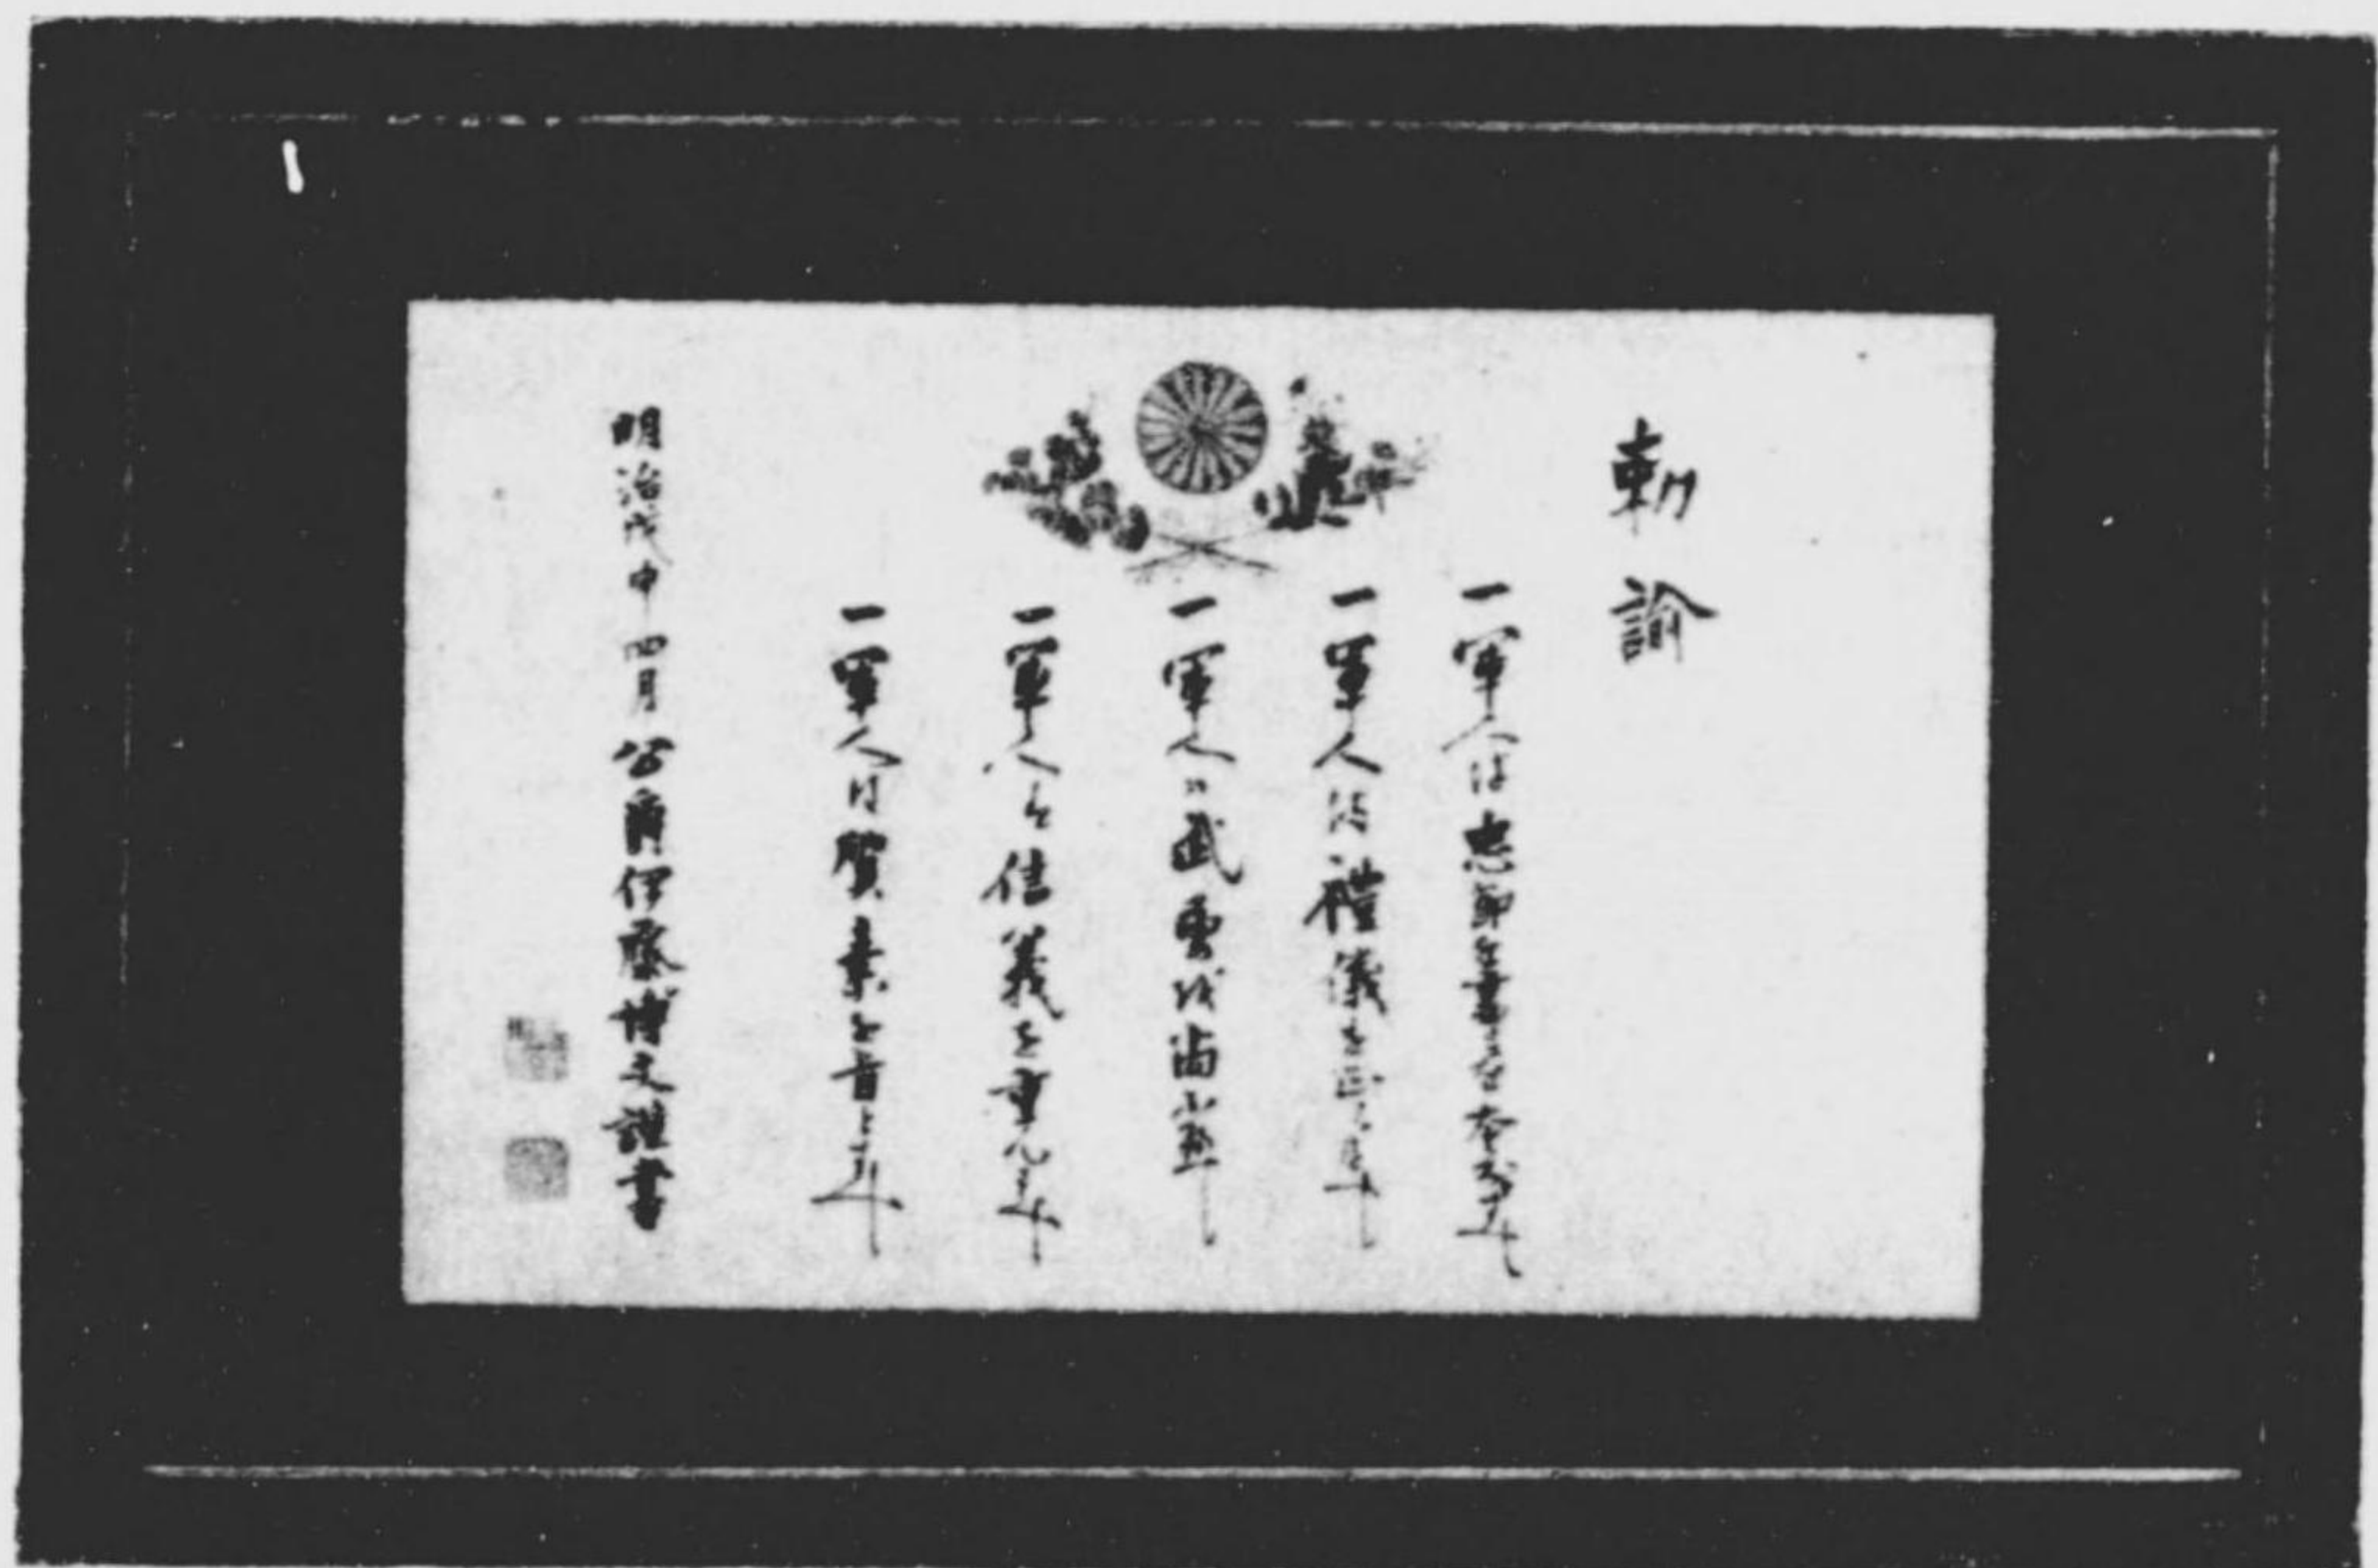 勅諭
一軍人は忠節を盡すを本分とすへし
一軍人は禮儀を正くすへし
一軍人は武勇を尚ふへし
一軍人は信義を重んすへし
一軍人は質素を旨とすへし
明治戊申四月公爵伊藤博文謹書